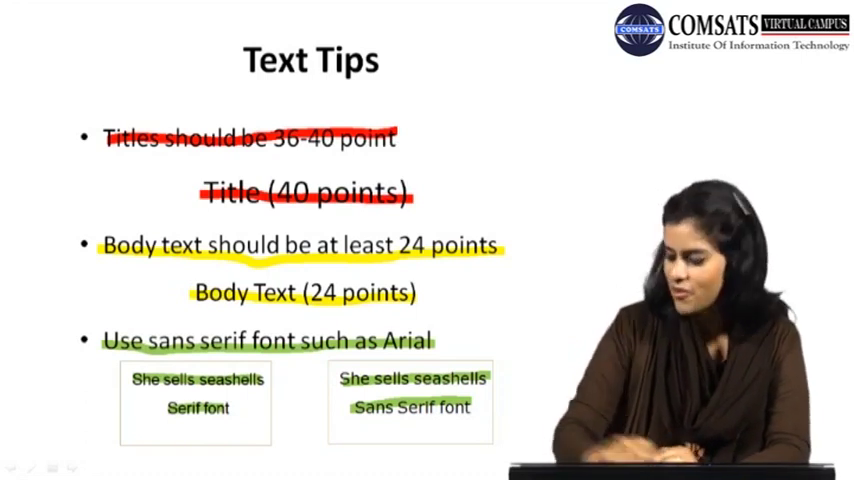 COMSATS VIRTUAL CAMPUS
COMSATS
Institute Of Information Technology
Text Tips
• Titles should be 36-40 point
Title (40 points)
• Body text should be at least 24 points
Body Text (24 points)
• Use sans serif font such as Arial
She sells seashells
Serif font
She sells seashells
Sans Serif font